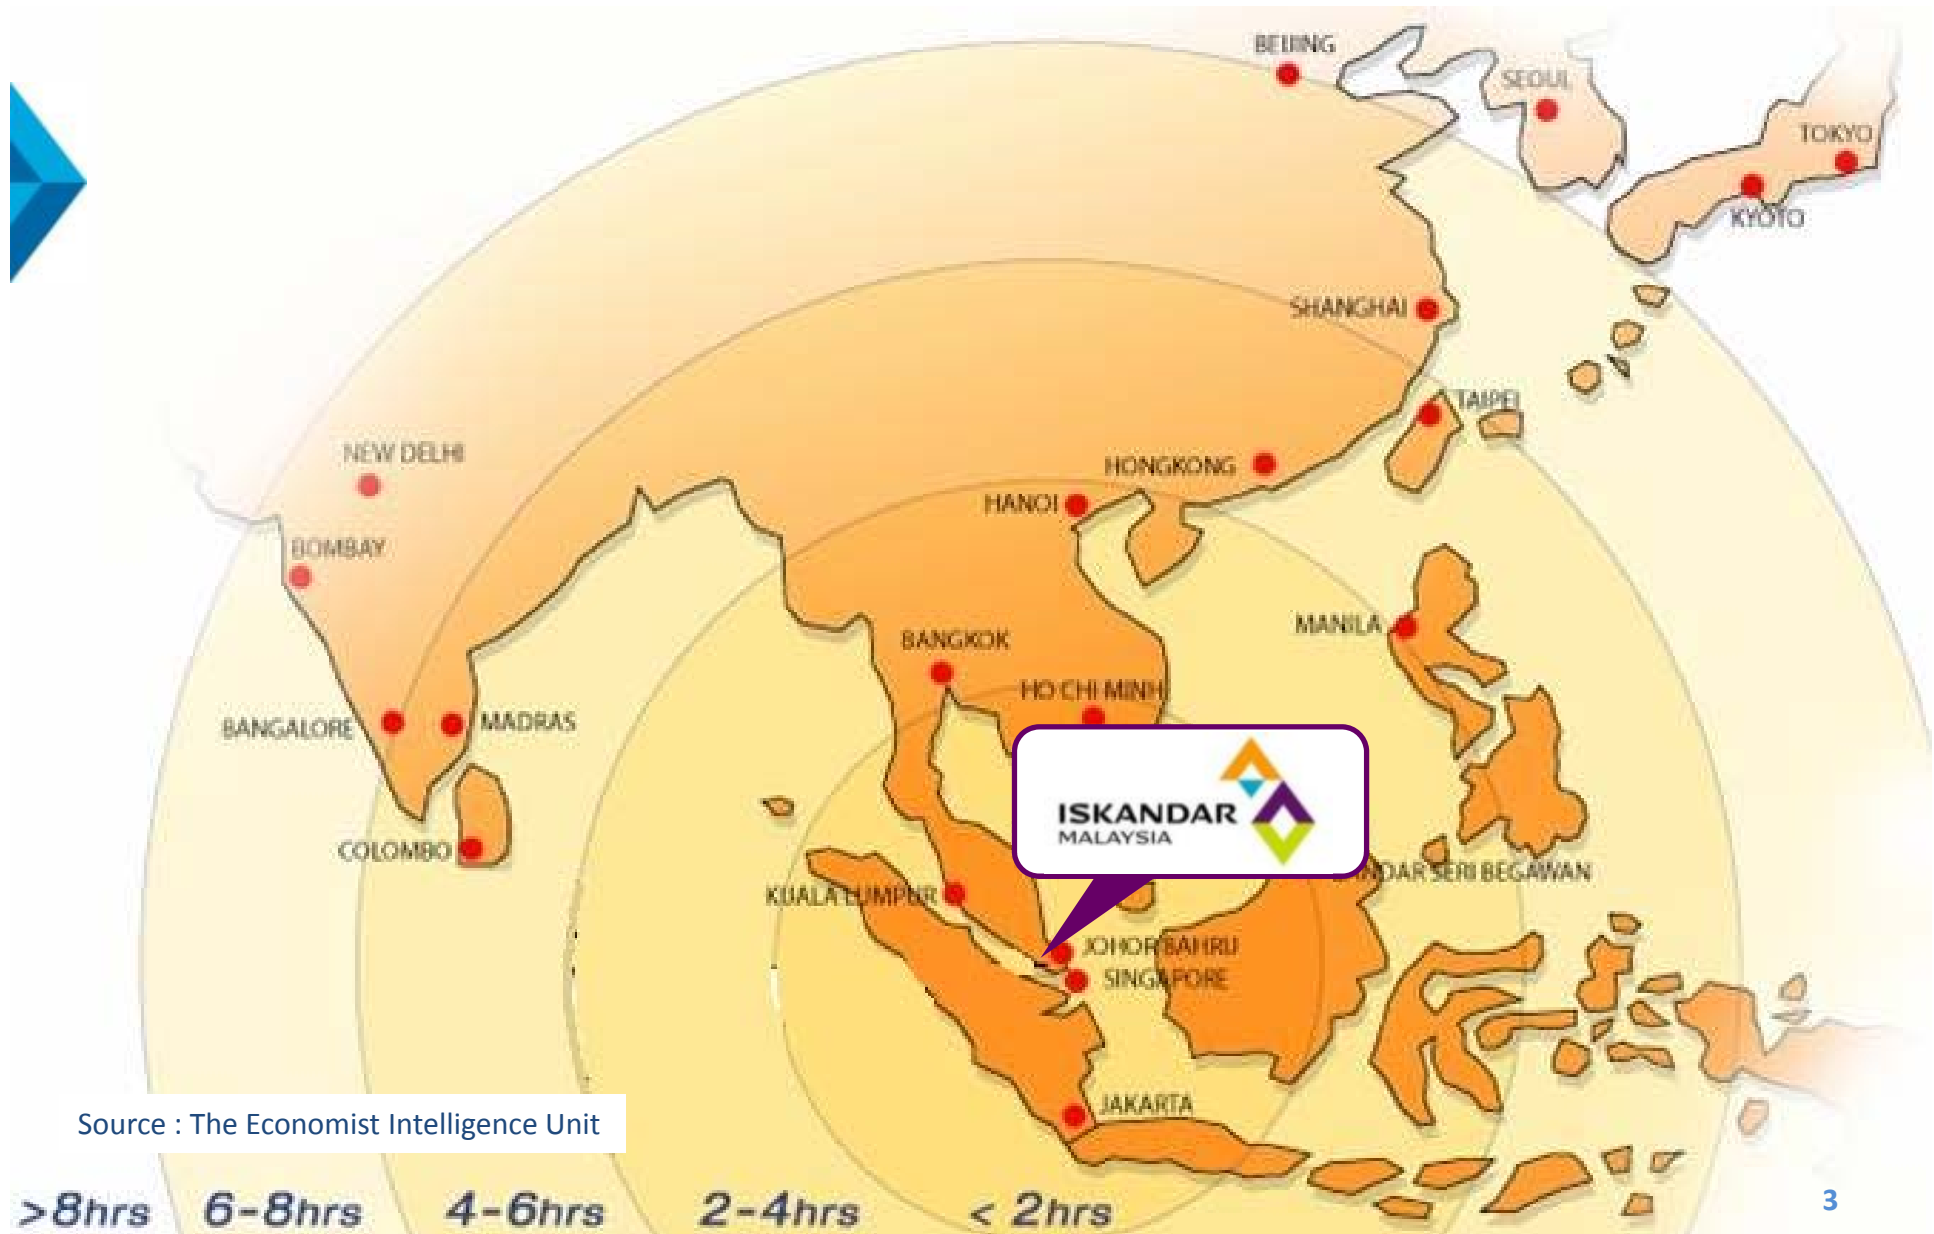 BEIJING
SEOUL
TOKYO
KYOTO
SHANGHAI
TAIPEI
NEW DELHI
HONGKONG
HANOI
BOMBAY
MANILA
BANGKOK
HO CHI MINH
BANGALORE
MADRAS
ISKANDAR
MALAYSIA
COLOMBO
SERI BEGAWAN
KUALA LUMPUR
JOHOR BAHRU
SINGAPORE
JAKARTA
Source : The Economist Intelligence Unit
>8hrs 6-8hrs 4-6hrs 2-4hrs < 2hrs
3